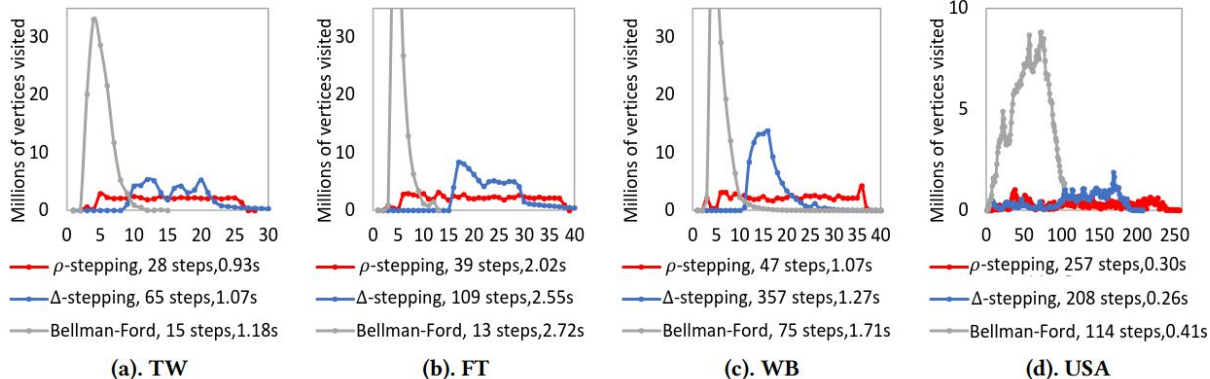 Millions of vertices visited
30
20
10
0
0 5 10 15 20 25 30
ρ-stepping, 28 steps,0.93s
Δ-stepping, 65 steps,1.07s
Bellman-Ford, 15 steps,1.18s
(a). TW
Millions of vertices visited
30
20
10
0
0 5 10 15 20 25 30 35 40
ρ-stepping, 39 steps,2.02s
Δ-stepping, 109 steps,2.55s
Bellman-Ford, 13 steps,2.72s
(b). FT
Millions of vertices visited
30
20
10
0
0 5 10 15 20 25 30 35 40
ρ-stepping, 47 steps,1.07s
Δ-stepping, 357 steps,1.27s
Bellman-Ford, 75 steps,1.71s
(c). WB
Millions of vertices visited
10
5
0
0 50 100 150 200 250
ρ-stepping, 257 steps,0.30s
Δ-stepping, 208 steps,0.26s
Bellman-Ford, 114 steps,0.41s
(d). USA